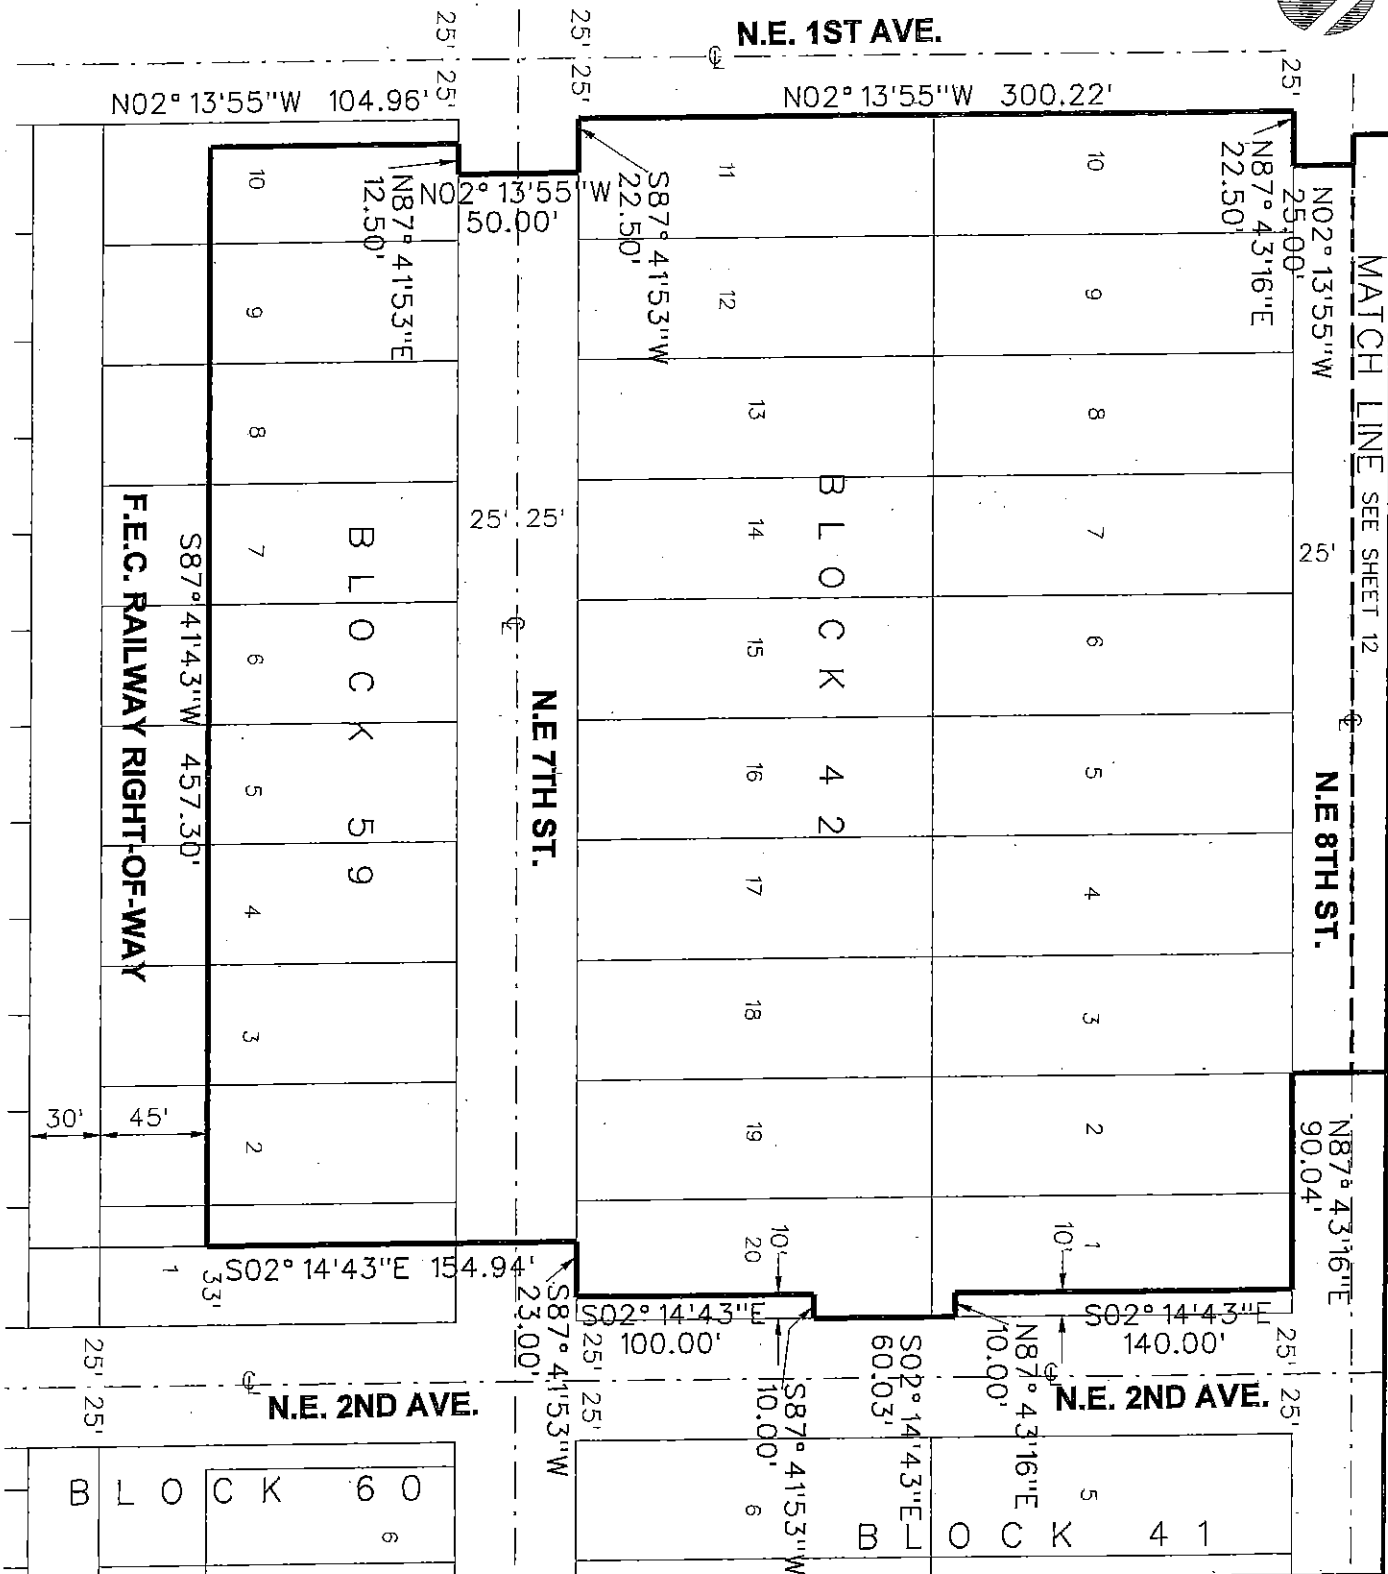 N.E. 1ST AVE.
25'
25'
25'
25'
25'
N02° 13'55"W 104.96'
N02° 13'55"W 300.22'
N87° 41'53"E
12.50'
N02° 13'55"W
50.00'
S87° 41'53"W
22.50'
N87° 43'16"E
22.50'
N02° 13'55"W
25.00'
MATCH LINE SEE SHEET 12
10
9
8
7
6
5
4
3
2
1
BLOCK 59
25' 25'
N.E 7TH ST.
11
12
13
14
15
16
17
18
19
20
BLOCK 42
10
9
8
7
6
5
4
3
2
1
25'
N.E 8TH ST.
F.E.C. RAILWAY RIGHT-OF-WAY
S87° 41'43"W 457.30'
30'
45'
33'
S02° 14'43"E 154.94'
S87° 41'53"W
23.00'
10'
10'
S02° 14'43"E
100.00'
S87° 41'53"W
10.00'
S02° 14'43"E
60.03'
N87° 43'16"E
10.00'
S02° 14'43"E
140.00'
N87° 43'16"E
90.04'
25'
25'
25'
25'
25'
25'
N.E. 2ND AVE.
N.E. 2ND AVE.
BLOCK 60
6
6
5
BLOCK 41